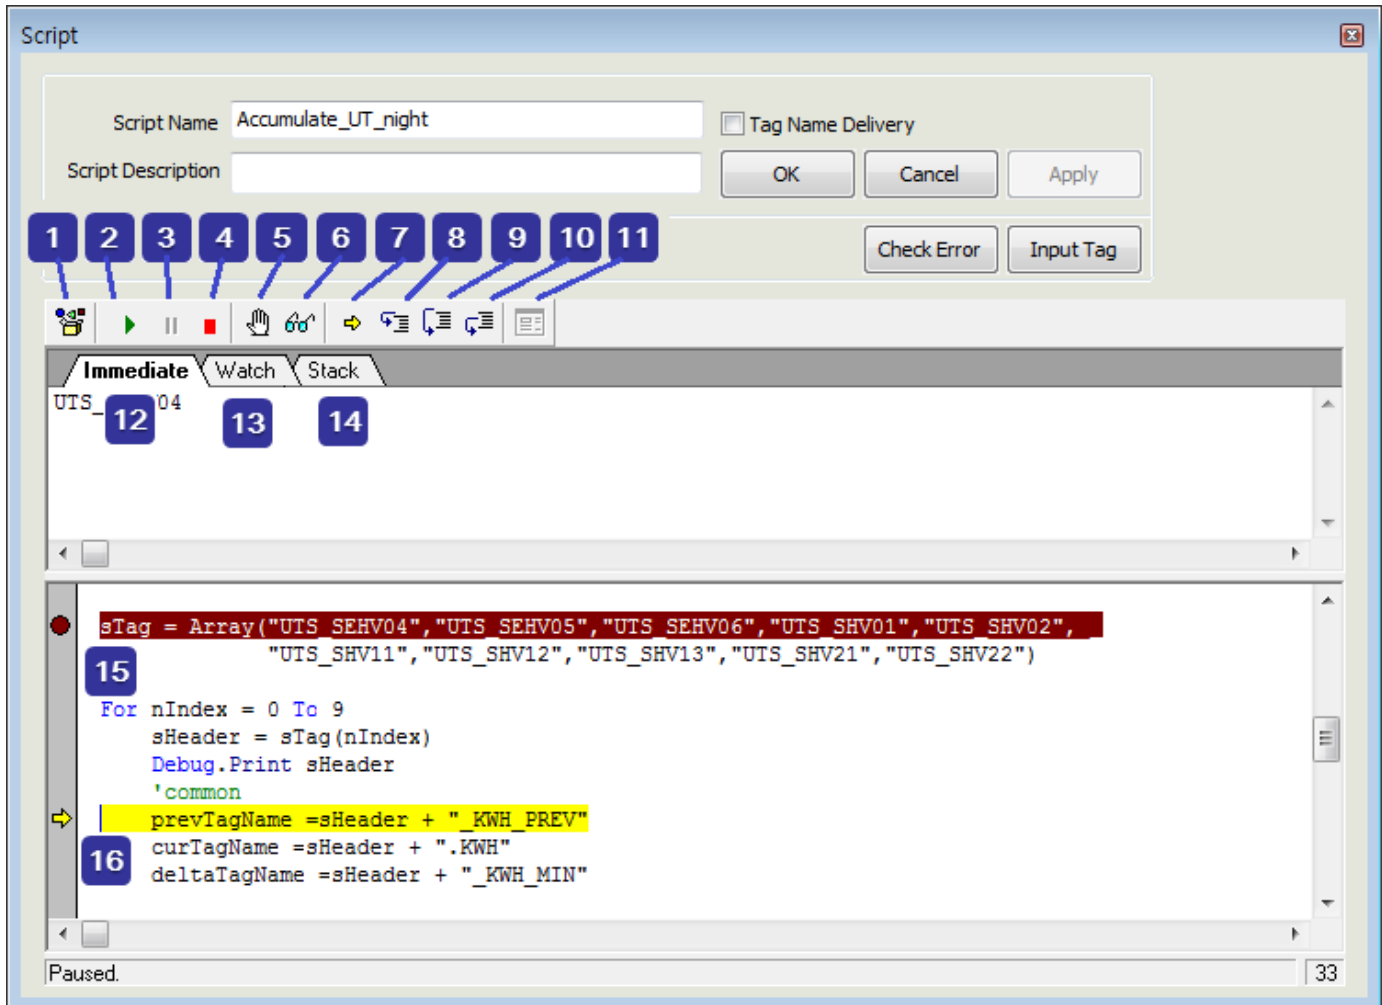 Script
Script Name Accumulate_UT_night Tag Name Delivery
Script Description OK Cancel Apply
1 2 3 4 5 6 7 8 9 10 11
Check Error Input Tag
Immediate Watch Stack
UTS_ 04
12 13 14
sTag = Array("UTS_SEHV04","UTS_SEHV05","UTS_SEHV06","UTS_SHV01","UTS_SHV02", _
"UTS_SHV11","UTS_SHV12","UTS_SHV13","UTS_SHV21","UTS_SHV22")
15
For nIndex = 0 To 9
sHeader = sTag(nIndex)
Debug.Print sHeader
'common
prevTagName =sHeader + "_KWH_PREV"
curTagName =sHeader + ".KWH"
16
deltaTagName =sHeader + "_KWH_MIN"
Paused. 33